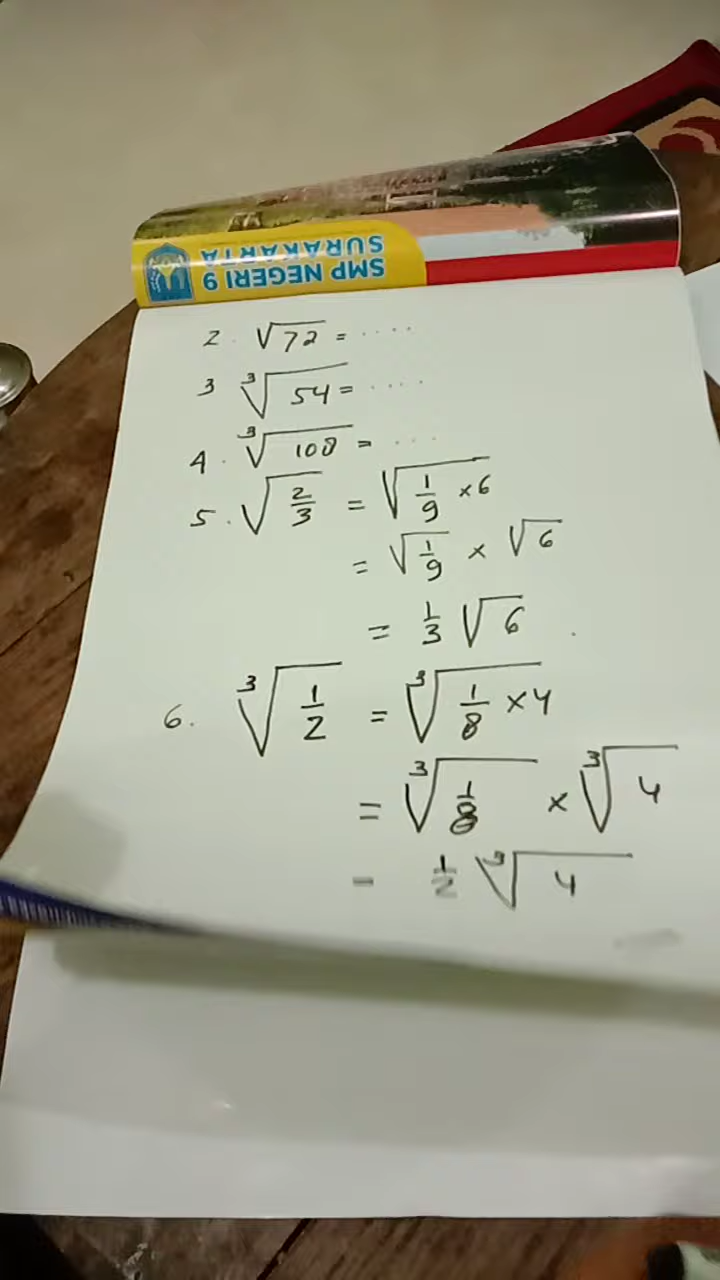 SMP NEGERI 9
SURAKARTA
2. √72 = ....
3 ∛54 = ....
4. ∛108 = ....
5. √2/3 = √1/9 × 6
= √1/9 × √6
= 1/3 √6 .
6. ∛1/2 = ∛1/8 × 4
= ∛1/8 × ∛4
= 1/2 ∛4